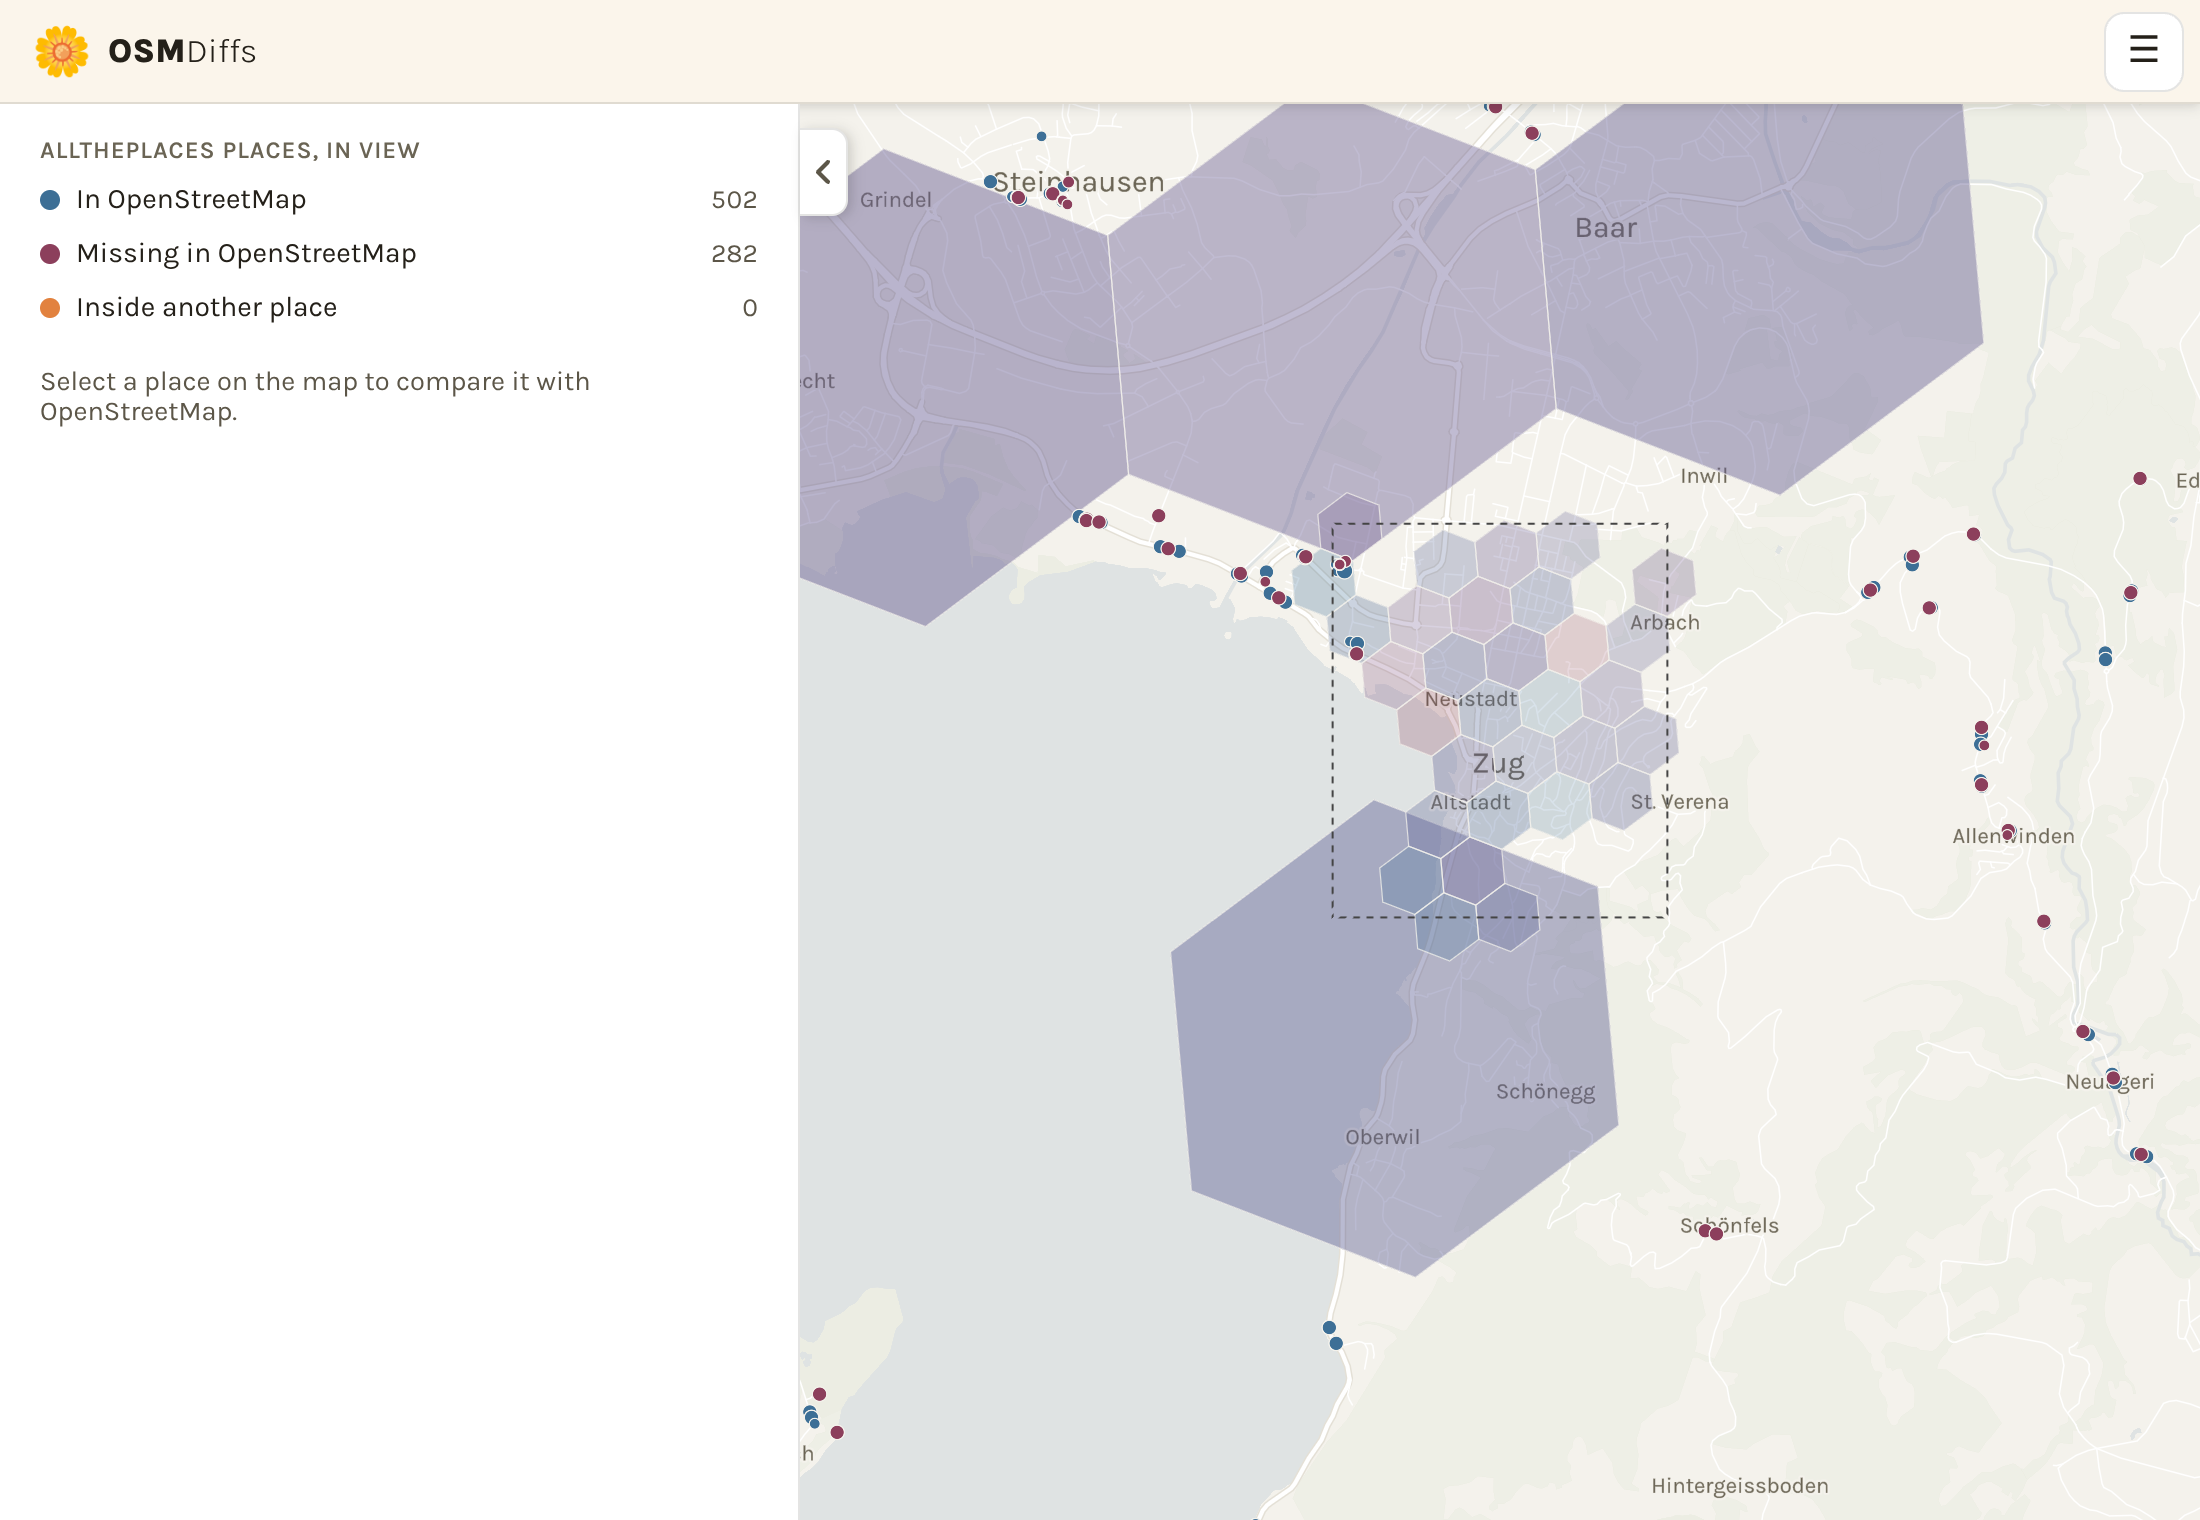 OSMDiffs
ALLTHEPLACES PLACES, IN VIEW
In OpenStreetMap 502
Missing in OpenStreetMap 282
Inside another place 0
Select a place on the map to compare it with
OpenStreetMap.
Steinhausen
Grindel
Baar
echt
Inwil
Ed
Arbach
Neustadt
Zug
Altstadt
St. Verena
Allenwinden
Neuägeri
Schönegg
Oberwil
Schönfels
h
Hintergeissboden